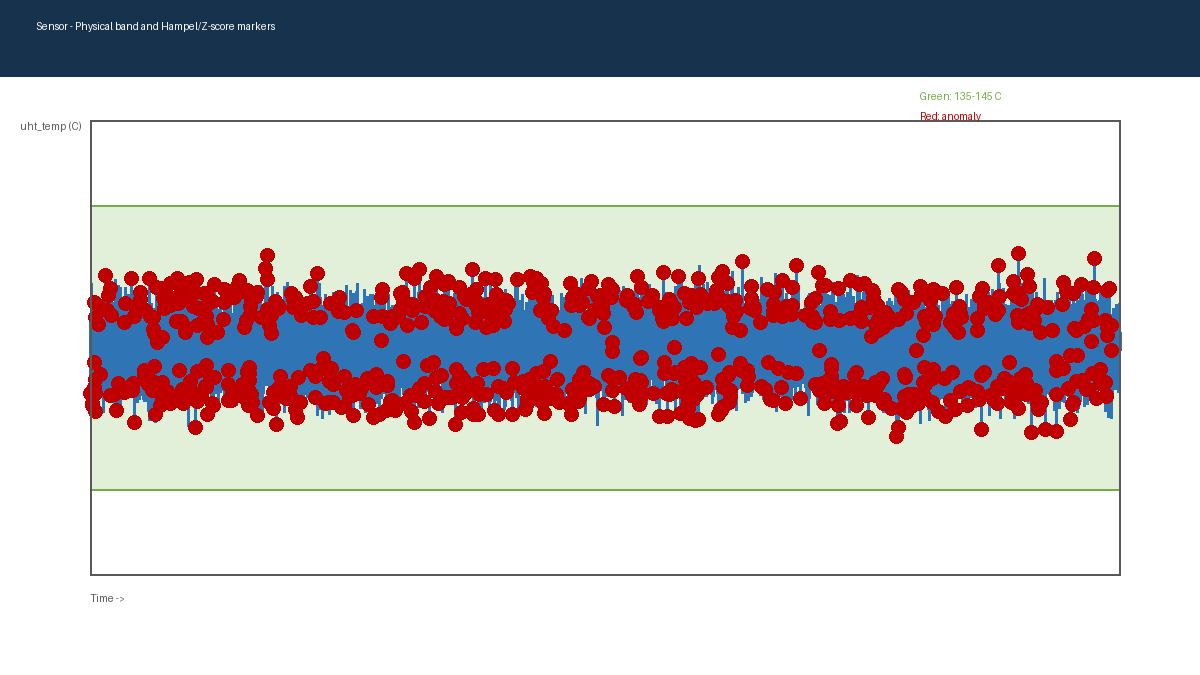 Sensor - Physical band and Hampel/Z-score markers
Green: 135-145 C
Red: anomaly
uht_temp (C)
Time ->